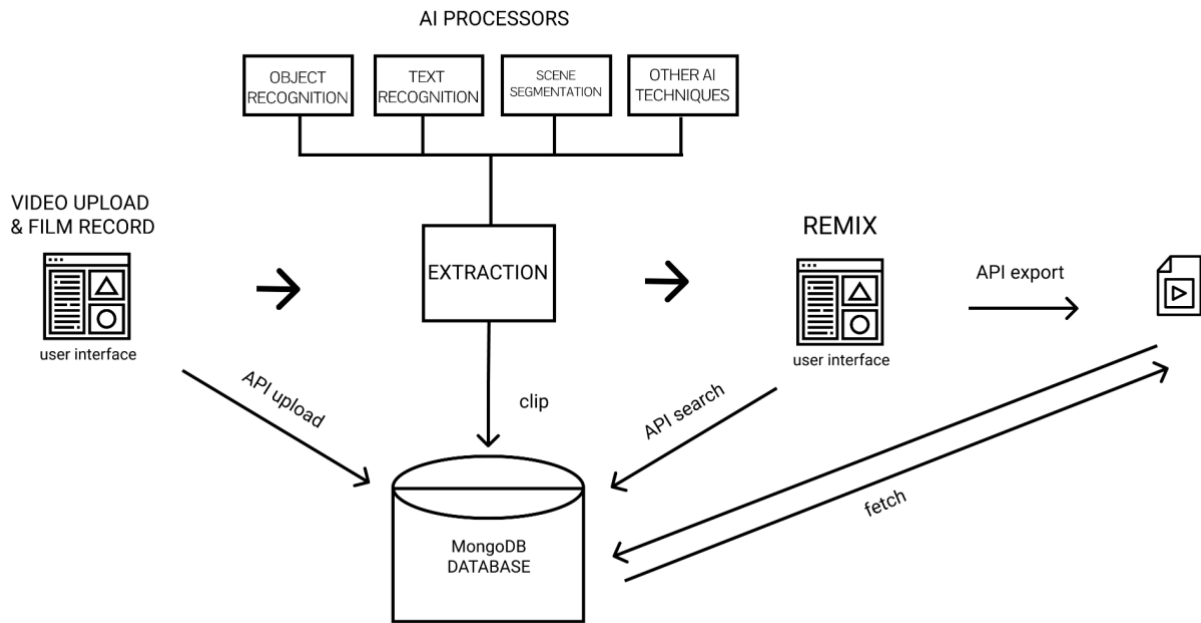 AI PROCESSORS
OBJECT
RECOGNITION
TEXT
RECOGNITION
SCENE
SEGMENTATION
OTHER AI
TECHNIQUES
VIDEO UPLOAD
& FILM RECORD
user interface
EXTRACTION
REMIX
user interface
API export
API upload
clip
API search
fetch
MongoDB
DATABASE